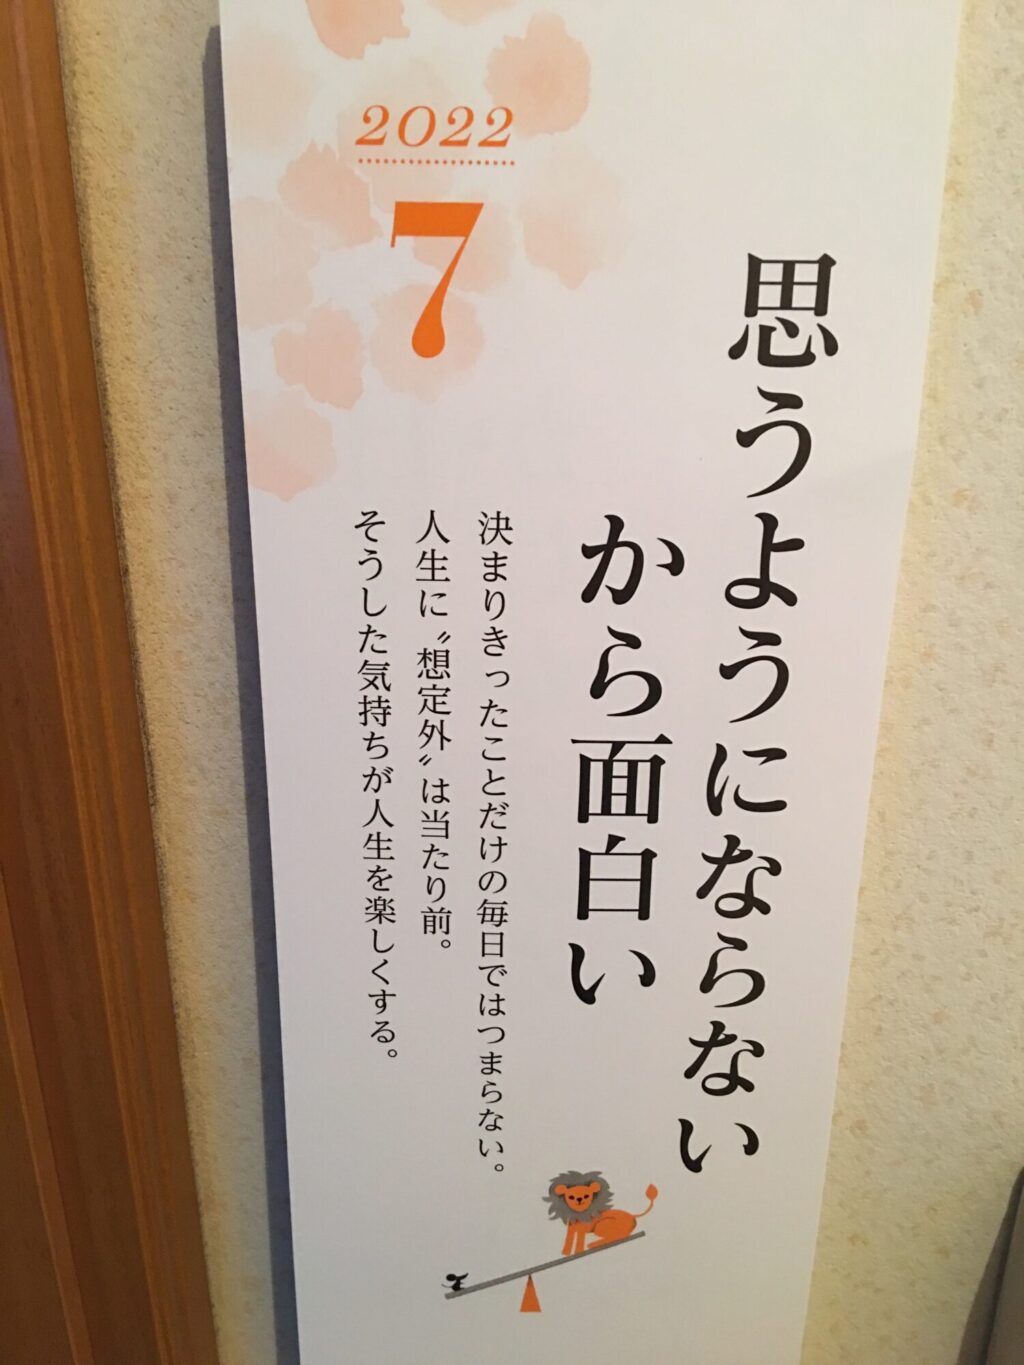 2022
7
思うようにならない
から面白い
決まりきったことだけの毎日ではつまらない。
人生に〝想定外〟は当たり前。
そうした気持ちが人生を楽しくする。